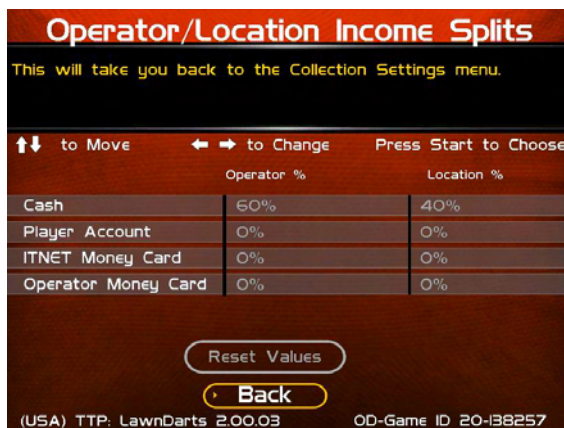 Operator/Location Income Splits
This will take you back to the Collection Settings menu.
to Move to Change Press Start to Choose
Operator % Location %
Cash 60% 40%
Player Account 0% 0%
ITNET Money Card 0% 0%
Operator Money Card 0% 0%
Reset Values
Back
(USA) TTP: LawnDarts 2.00.03 OD-Game ID 20-138257